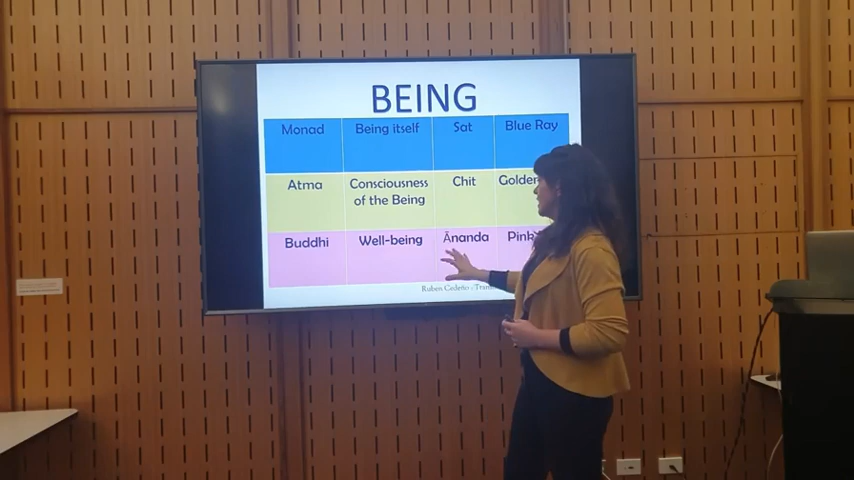 BEING
Monad Being itself Sat Blue Ray
Atma Consciousness of the Being Chit Golden
Buddhi Well-being Ānanda Pink
Ruben Cedeño